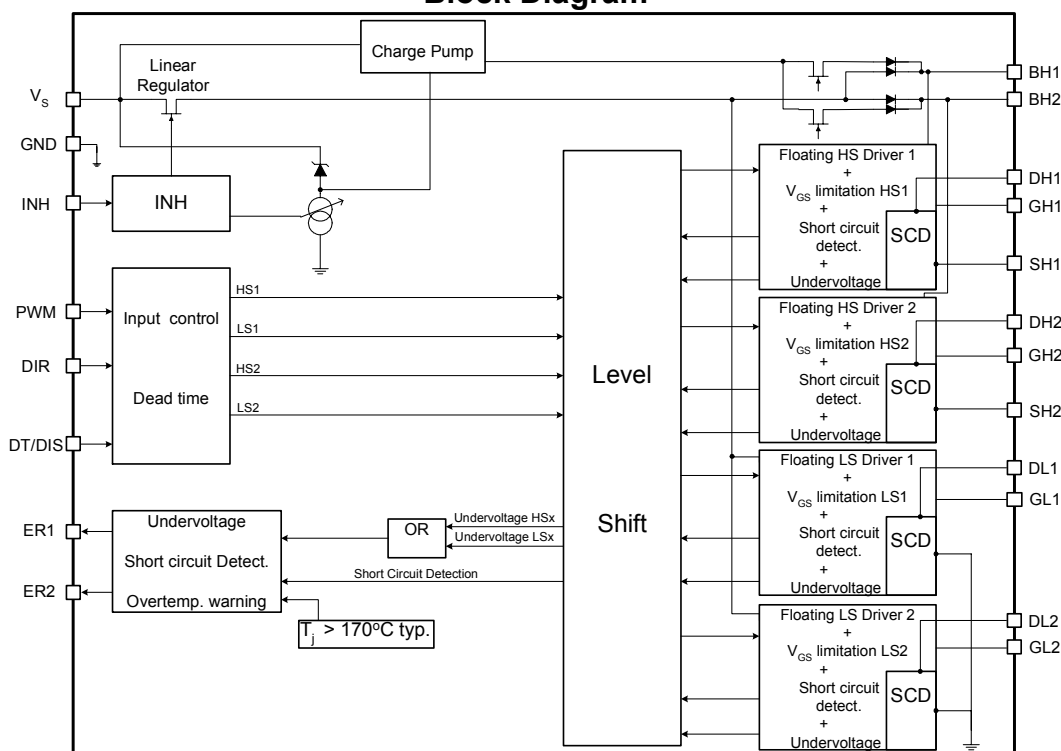 Block Diagram
Charge Pump
Linear
Regulator
V_S
GND
INH
INH
PWM
DIR
DT/DIS
Input control
Dead time
HS1
LS1
HS2
LS2
ER1
ER2
Undervoltage
Short circuit Detect.
Overtemp. warning
OR
Undervoltage HSx
Undervoltage LSx
Short Circuit Detection
T_j > 170°C typ.
Level
Shift
Floating HS Driver 1
+
V_GS limitation HS1
+
Short circuit
detect.
+
Undervoltage
SCD
Floating HS Driver 2
+
V_GS limitation HS2
+
Short circuit
detect.
+
Undervoltage
SCD
Floating LS Driver 1
+
V_GS limitation LS1
+
Short circuit
detect.
+
Undervoltage
SCD
Floating LS Driver 2
+
V_GS limitation LS2
+
Short circuit
detect.
+
Undervoltage
SCD
BH1
BH2
DH1
GH1
SH1
DH2
GH2
SH2
DL1
GL1
DL2
GL2